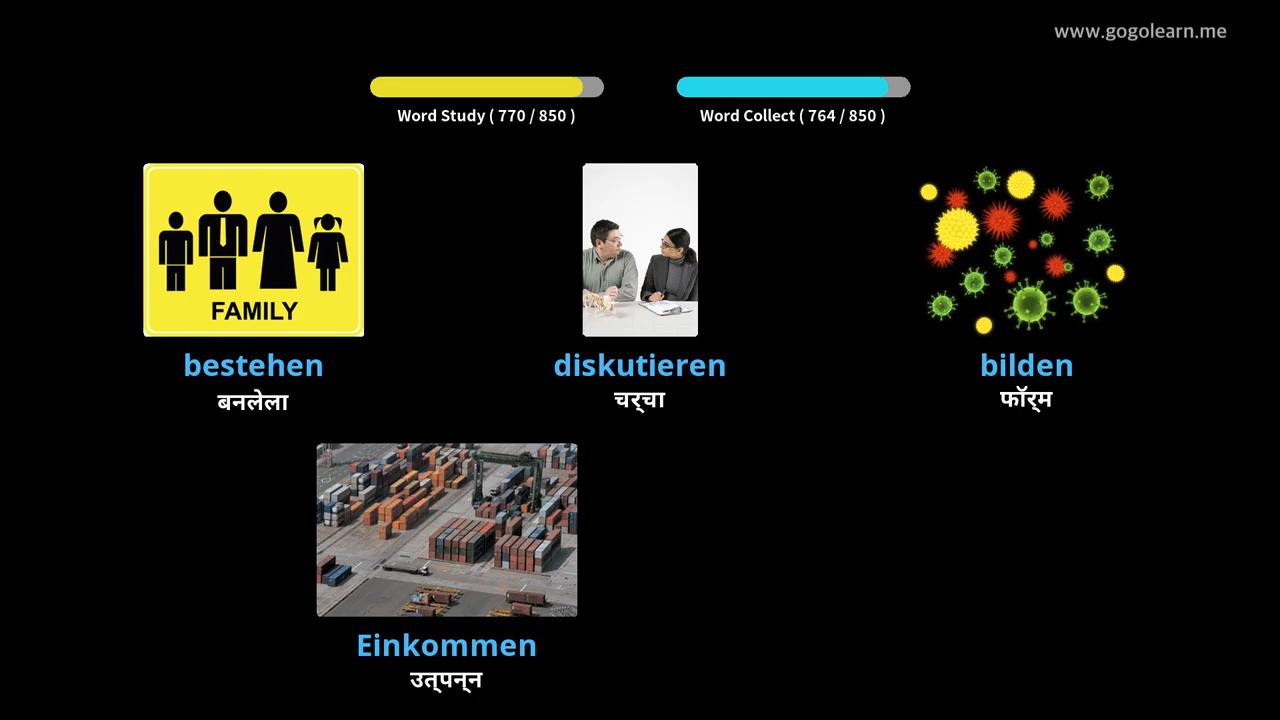 www.gogolearn.me
Word Study ( 770 / 850 )
Word Collect ( 764 / 850 )
FAMILY
bestehen
बनलेला
diskutieren
चर्चा
bilden
फॉर्म
Einkommen
उत्पन्न